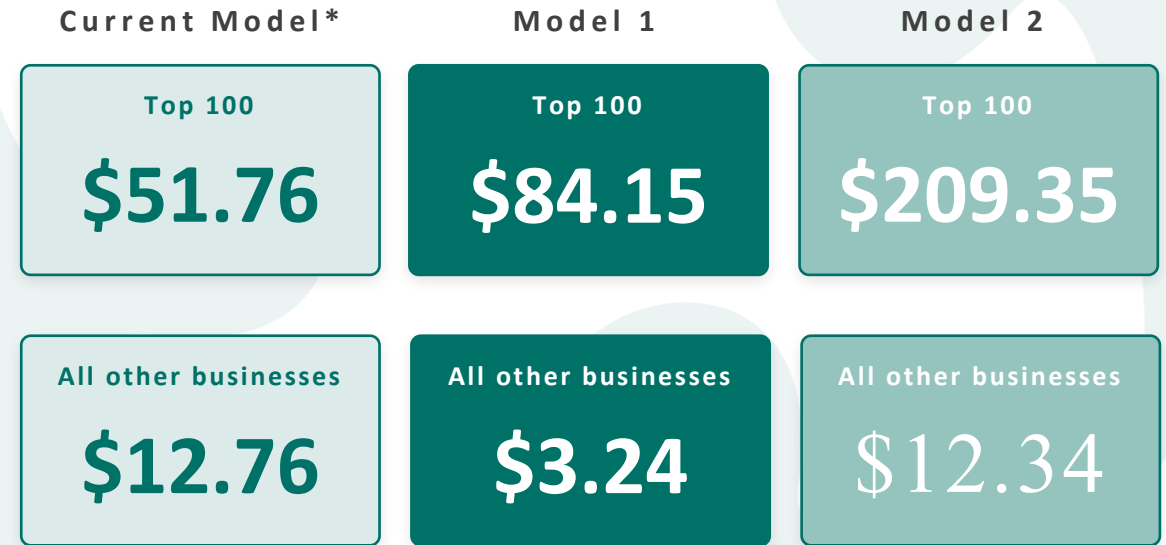 Current Model*
Model 1
Model 2
Top 100
$51.76
Top 100
$84.15
Top 100
$209.35
All other businesses
$12.76
All other businesses
$3.24
All other businesses
$12.34